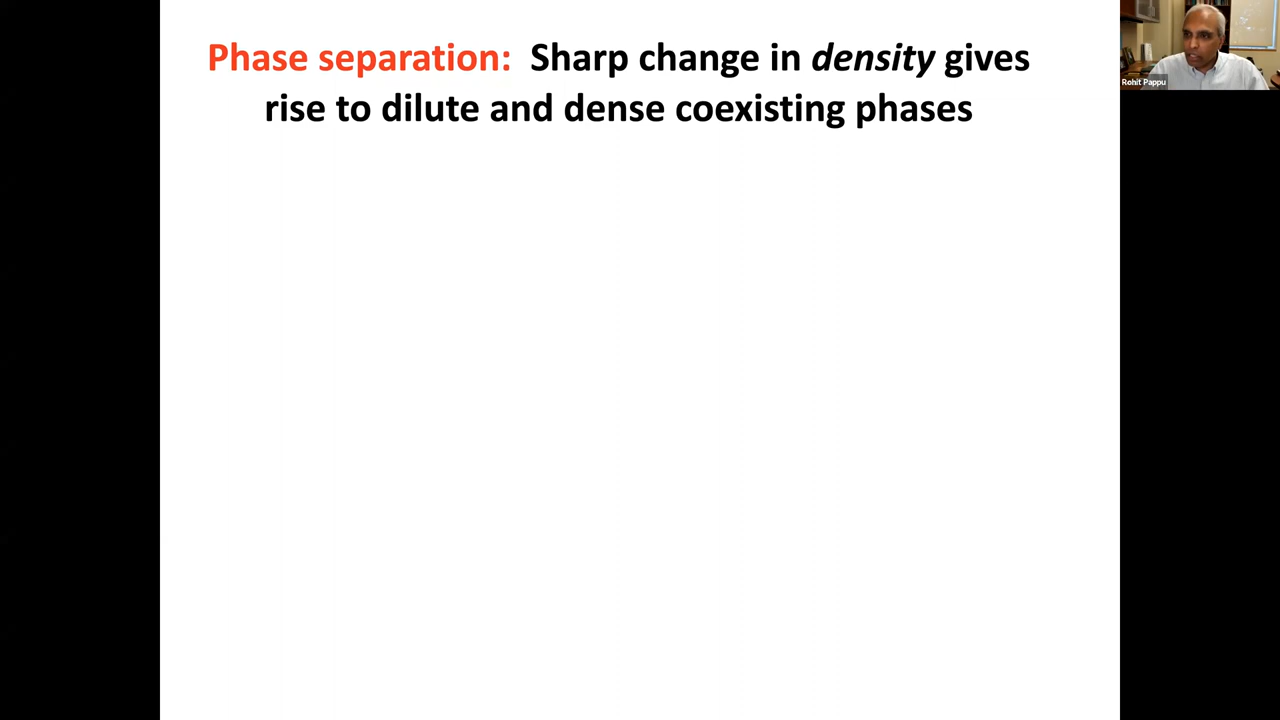 Phase separation: Sharp change in density gives
rise to dilute and dense coexisting phases
Rohit Pappu